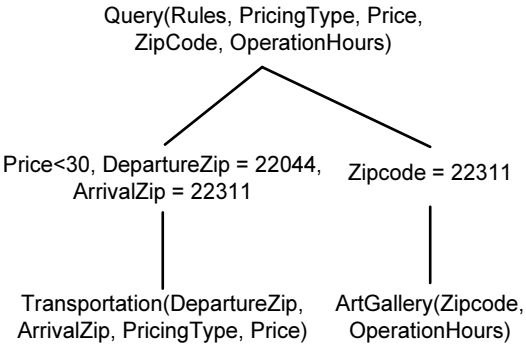 Query(Rules, PricingType, Price,
ZipCode, OperationHours)
Price<30, DepartureZip = 22044,
ArrivalZip = 22311
Zipcode = 22311
Transportation(DepartureZip,
ArrivalZip, PricingType, Price)
ArtGallery(Zipcode,
OperationHours)